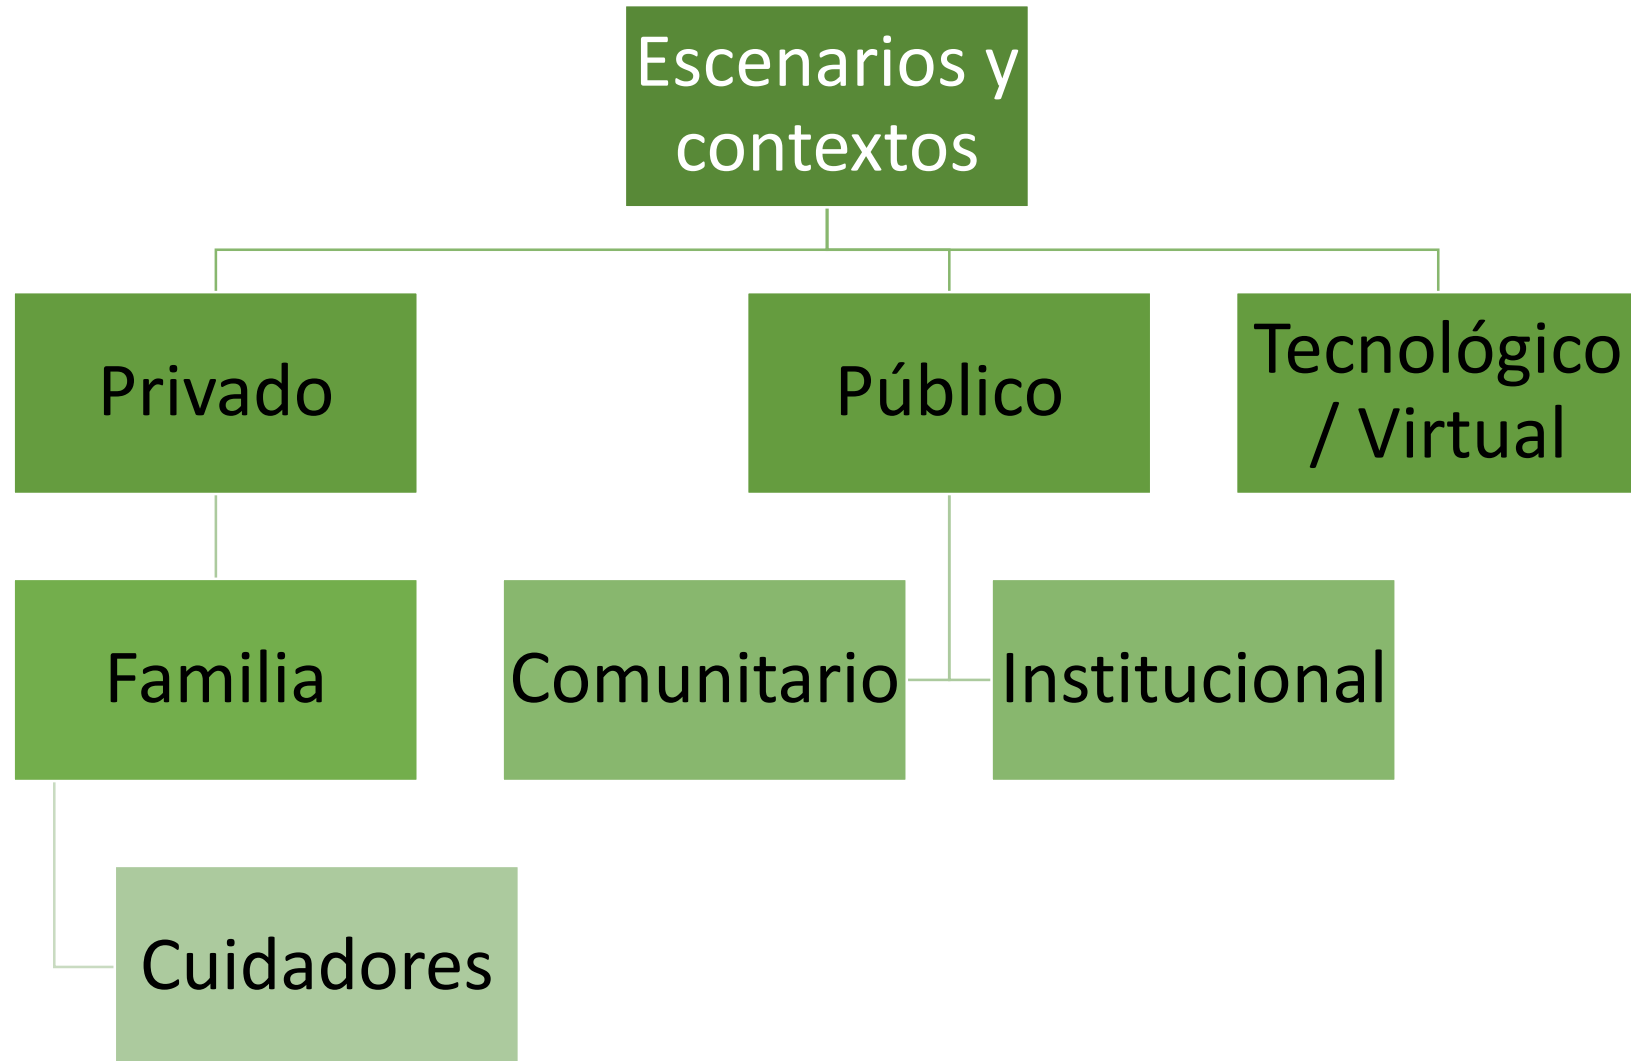 Escenarios y
contextos
Privado
Público
Tecnológico
/ Virtual
Familia
Comunitario
Institucional
Cuidadores